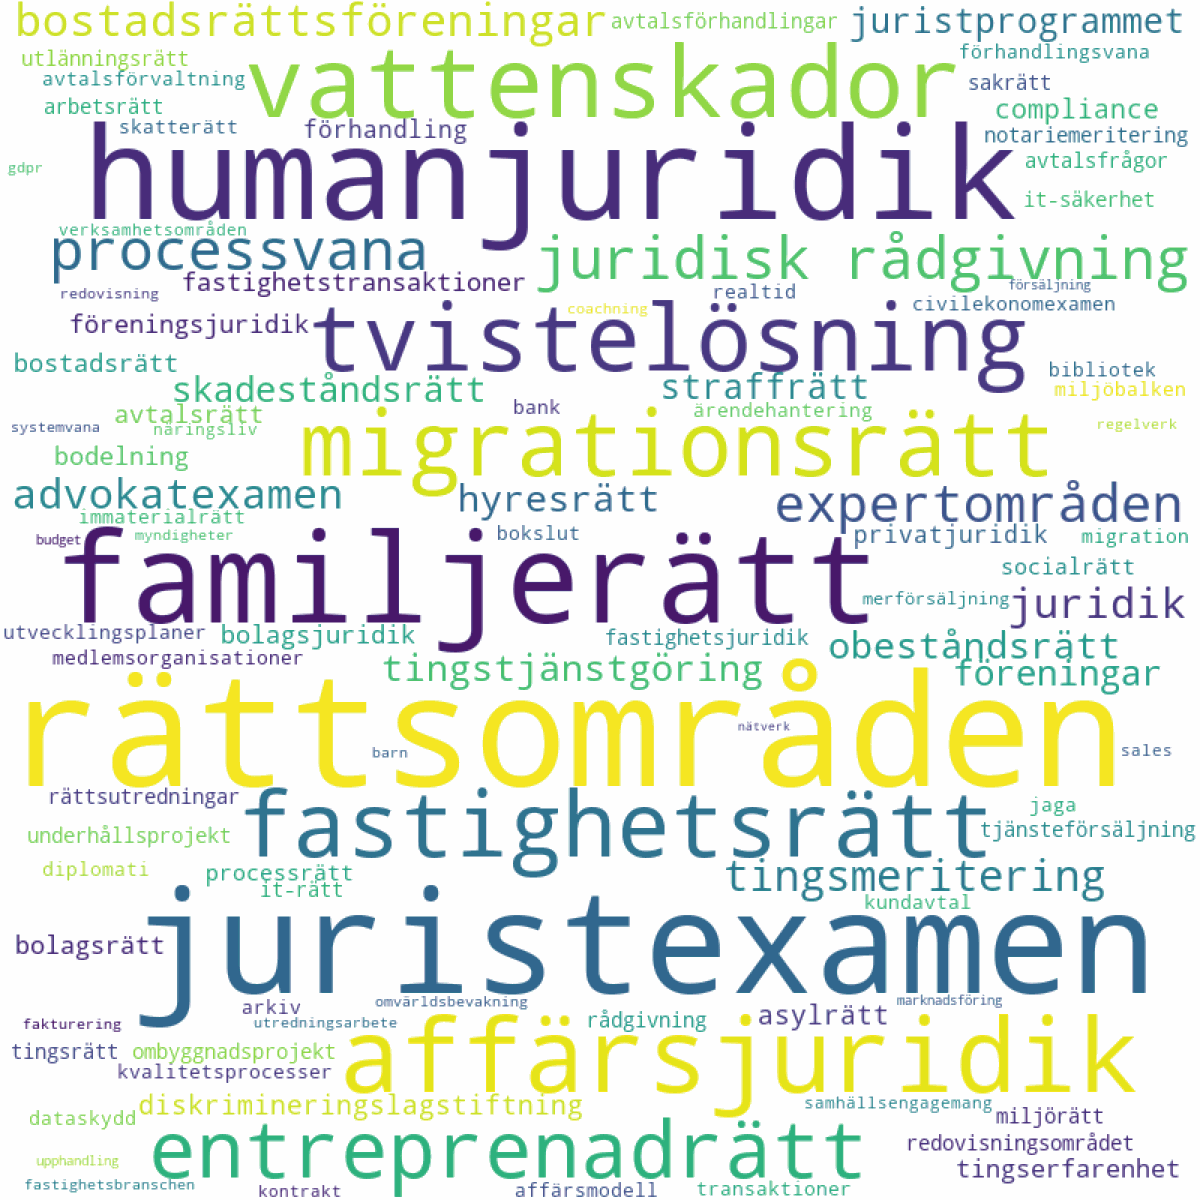 bostadsrättsföreningar
avtalsförhandlingar
juristprogrammet
utlänningsrätt
vattenskador
förhandlingsvana
avtalsförvaltning
sakrätt
arbetsrätt
compliance
skatterätt
förhandling
notariemeritering
gdpr
humanjuridik
avtalsfrågor
it-säkerhet
verksamhetsområden
processvana
juridisk rådgivning
fastighetstransaktioner
redovisning
realtid
försäljning
coachning
civilekonomexamen
föreningsjuridik
tvistelösning
bostadsrätt
bibliotek
skadeståndsrätt
straffrätt
miljöbalken
avtalsrätt
bank
ärendehantering
systemvana
näringsliv
migrationsrätt
regelverk
bodelning
advokatexamen
hyresrätt
expertområden
immaterialrätt
budget
myndigheter
familjerätt
bokslut
privatjuridik
migration
socialrätt
merförsäljning
juridik
utvecklingsplaner
bolagsjuridik
fastighetsjuridik
obeståndsrätt
medlemsorganisationer
tingstjänstgöring
föreningar
rättsområden
nätverk
barn
sales
rättsutredningar
fastighetsrätt
jaga
underhållsprojekt
tjänsteförsäljning
diplomati
processrätt
it-rätt
tingsmeritering
kundavtal
juristexamen
bolagsrätt
arkiv
omvärldsbevakning
marknadsföring
fakturering
utredningsarbete
rådgivning
asylrätt
tingsrätt
ombyggnadsprojekt
affärsjuridik
kvalitetsprocesser
dataskydd
diskrimineringslagstiftning
samhällsengagemang
miljörätt
entreprenadrätt
redovisningsområdet
upphandling
tingserfarenhet
fastighetsbranschen
kontrakt
affärsmodell
transaktioner